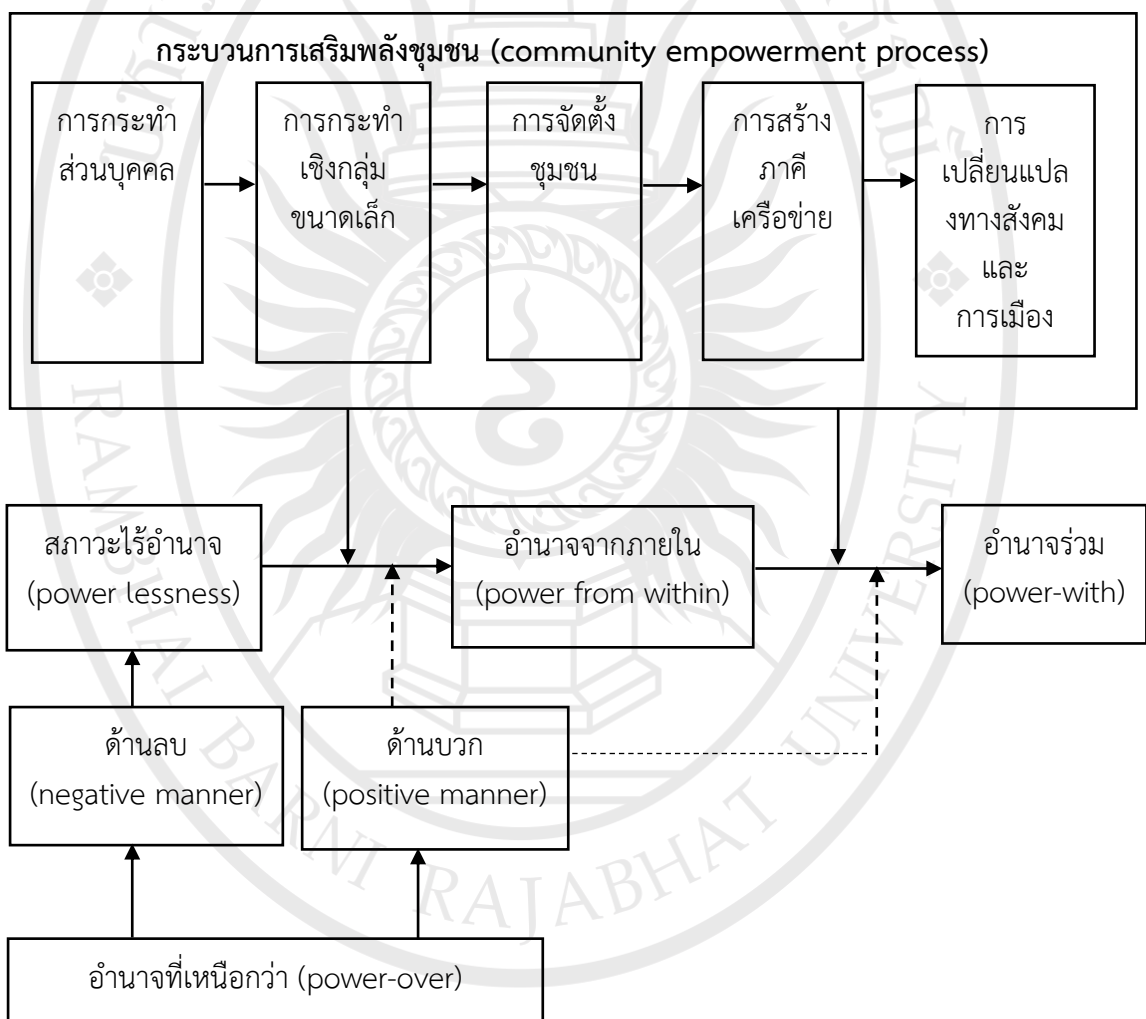 กระบวนการเสริมพลังชุมชน (community empowerment process)
การกระทำ
ส่วนบุคคล
การกระทำ
เชิงกลุ่ม
ขนาดเล็ก
การจัดตั้ง
ชุมชน
การสร้าง
ภาคี
เครือข่าย
การ
เปลี่ยนแปล
งทางสังคม
และ
การเมือง
สภาวะไร้อำนาจ
(power lessness)
อำนาจจากภายใน
(power from within)
อำนาจร่วม
(power-with)
ด้านลบ
(negative manner)
ด้านบวก
(positive manner)
อำนาจที่เหนือกว่า (power-over)
RAMBHAI BARNI RAJABHAT UNIVERSITY